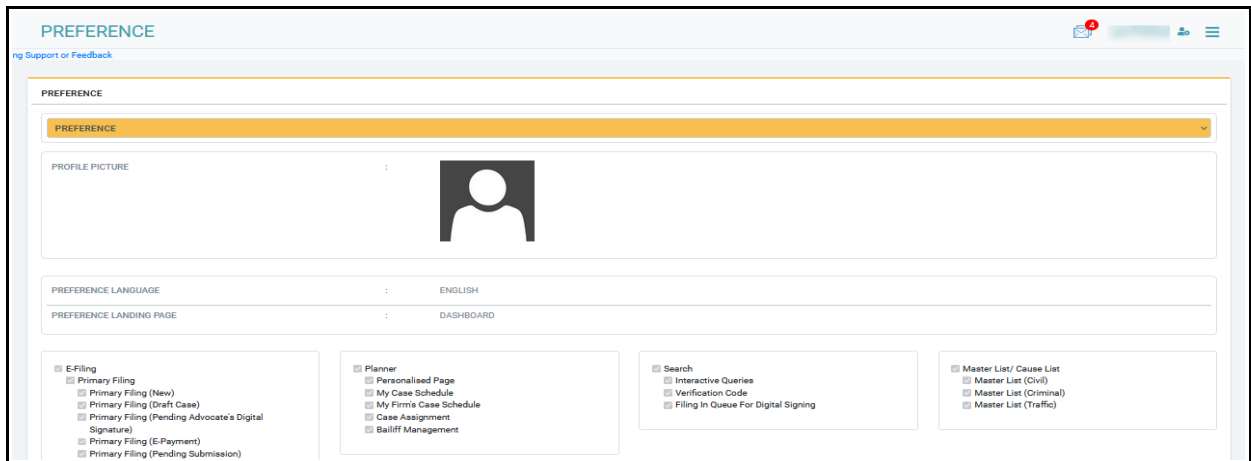 PREFERENCE
4
ng Support or Feedback
PREFERENCE
PREFERENCE
PROFILE PICTURE :
PREFERENCE LANGUAGE : ENGLISH
PREFERENCE LANDING PAGE : DASHBOARD
E-Filing
Primary Filing
Primary Filing (New)
Primary Filing (Draft Case)
Primary Filing (Pending Advocate's Digital
Signature)
Primary Filing (E-Payment)
Primary Filing (Pending Submission)
Planner
Personalised Page
My Case Schedule
My Firm's Case Schedule
Case Assignment
Bailiff Management
Search
Interactive Queries
Verification Code
Filing In Queue For Digital Signing
Master List/ Cause List
Master List (Civil)
Master List (Criminal)
Master List (Traffic)